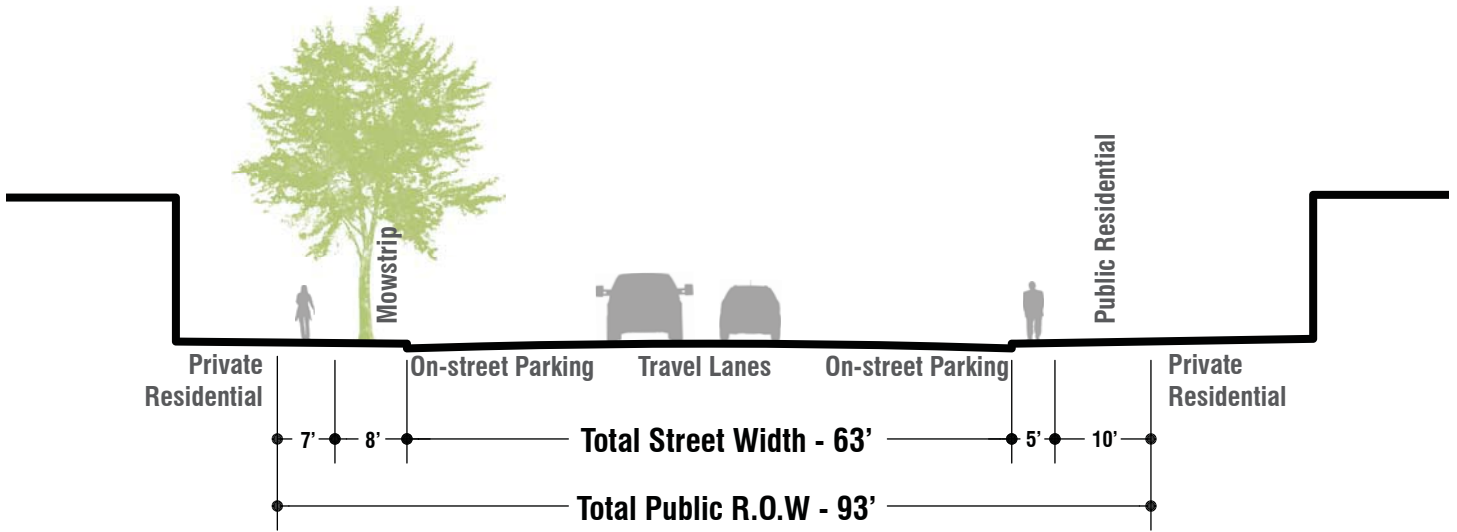 Mowstrip
Public Residential
Private
Residential
On-street Parking
Travel Lanes
On-street Parking
Private
Residential
7’
8’
Total Street Width - 63’
5’
10’
Total Public R.O.W - 93’